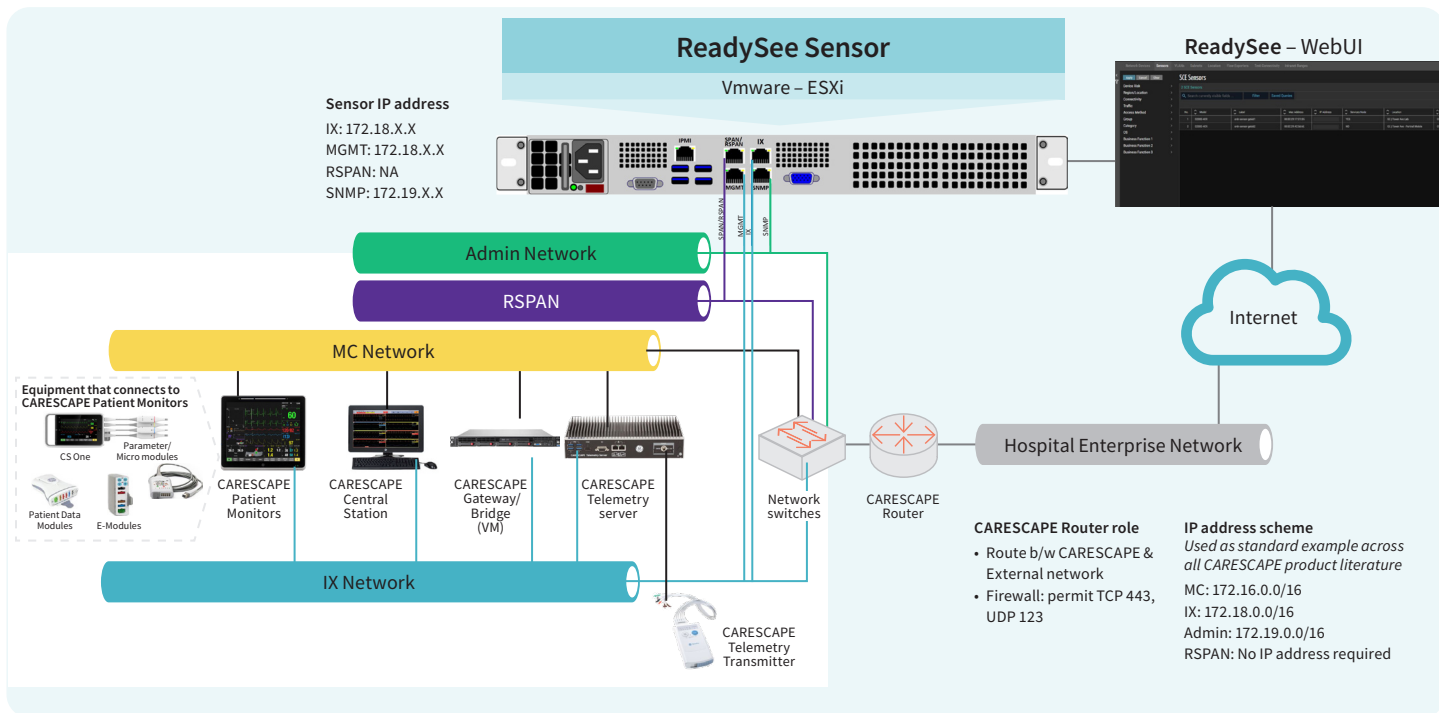 ReadySee Sensor
Vmware – ESXi
ReadySee – WebUI
Sensors
SCE Sensors
Sensor IP address
IX: 172.18.X.X
MGMT: 172.18.X.X
RSPAN: NA
SNMP: 172.19.X.X
IPMI
SPAN/
RSPAN
IX
MGMT
SNMP
SPAN/RSPAN
MGMT
IX
SNMP
Admin Network
RSPAN
MC Network
Internet
Equipment that connects to
CARESCAPE Patient Monitors
CS One
Parameter/
Micro modules
Patient Data
Modules
E-Modules
60
CARESCAPE
Patient
Monitors
CARESCAPE
Central
Station
CARESCAPE
Gateway/
Bridge
(VM)
CARESCAPE
Telemetry
server
Network
switches
CARESCAPE
Router
Hospital Enterprise Network
IX Network
CARESCAPE
Telemetry
Transmitter
CARESCAPE Router role
• Route b/w CARESCAPE &
External network
• Firewall: permit TCP 443,
UDP 123
IP address scheme
Used as standard example across
all CARESCAPE product literature
MC: 172.16.0.0/16
IX: 172.18.0.0/16
Admin: 172.19.0.0/16
RSPAN: No IP address required